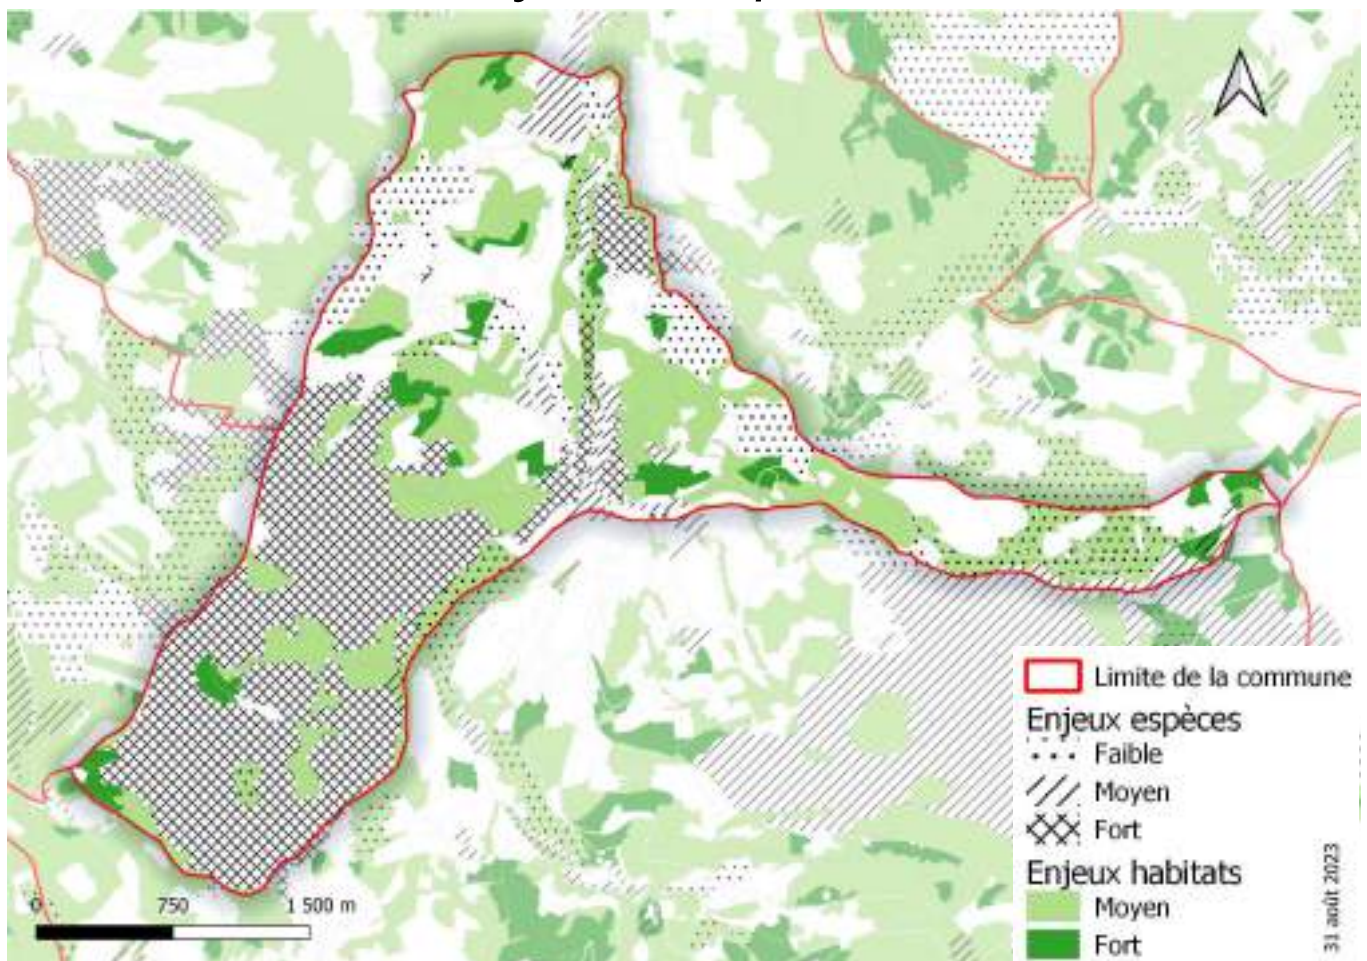 0 750 1 500 m
Limite de la commune
Enjeux espèces
Faible
Moyen
Fort
Enjeux habitats
Moyen
Fort
31 août 2023